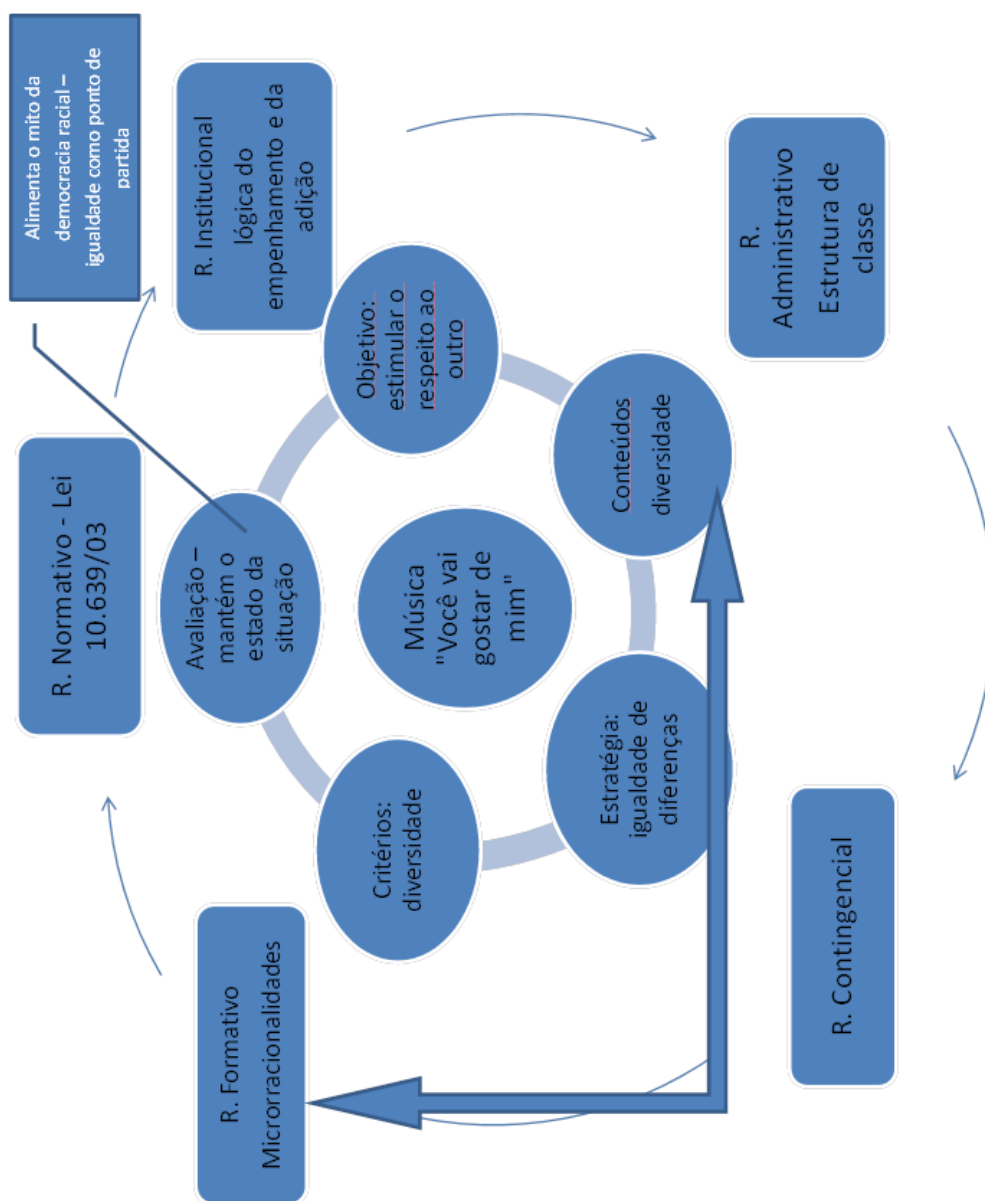 Alimenta o mito da
democracia racial –
igualdade como ponto de
partida
R. Normativo - Lei
10.639/03
R. Institucional
lógica do
empenhamento e da
adição
R.
Administrativo
Estrutura de
classe
R. Contingencial
R. Formativo
Microrracionalidades
Avaliação –
mantém o
estado da
situação
Objetivo:
estimular o
respeito ao
outro
Conteúdos
diversidade
Estratégia:
igualdade de
diferenças
Critérios:
diversidade
Música
"Você vai
gostar de
mim"